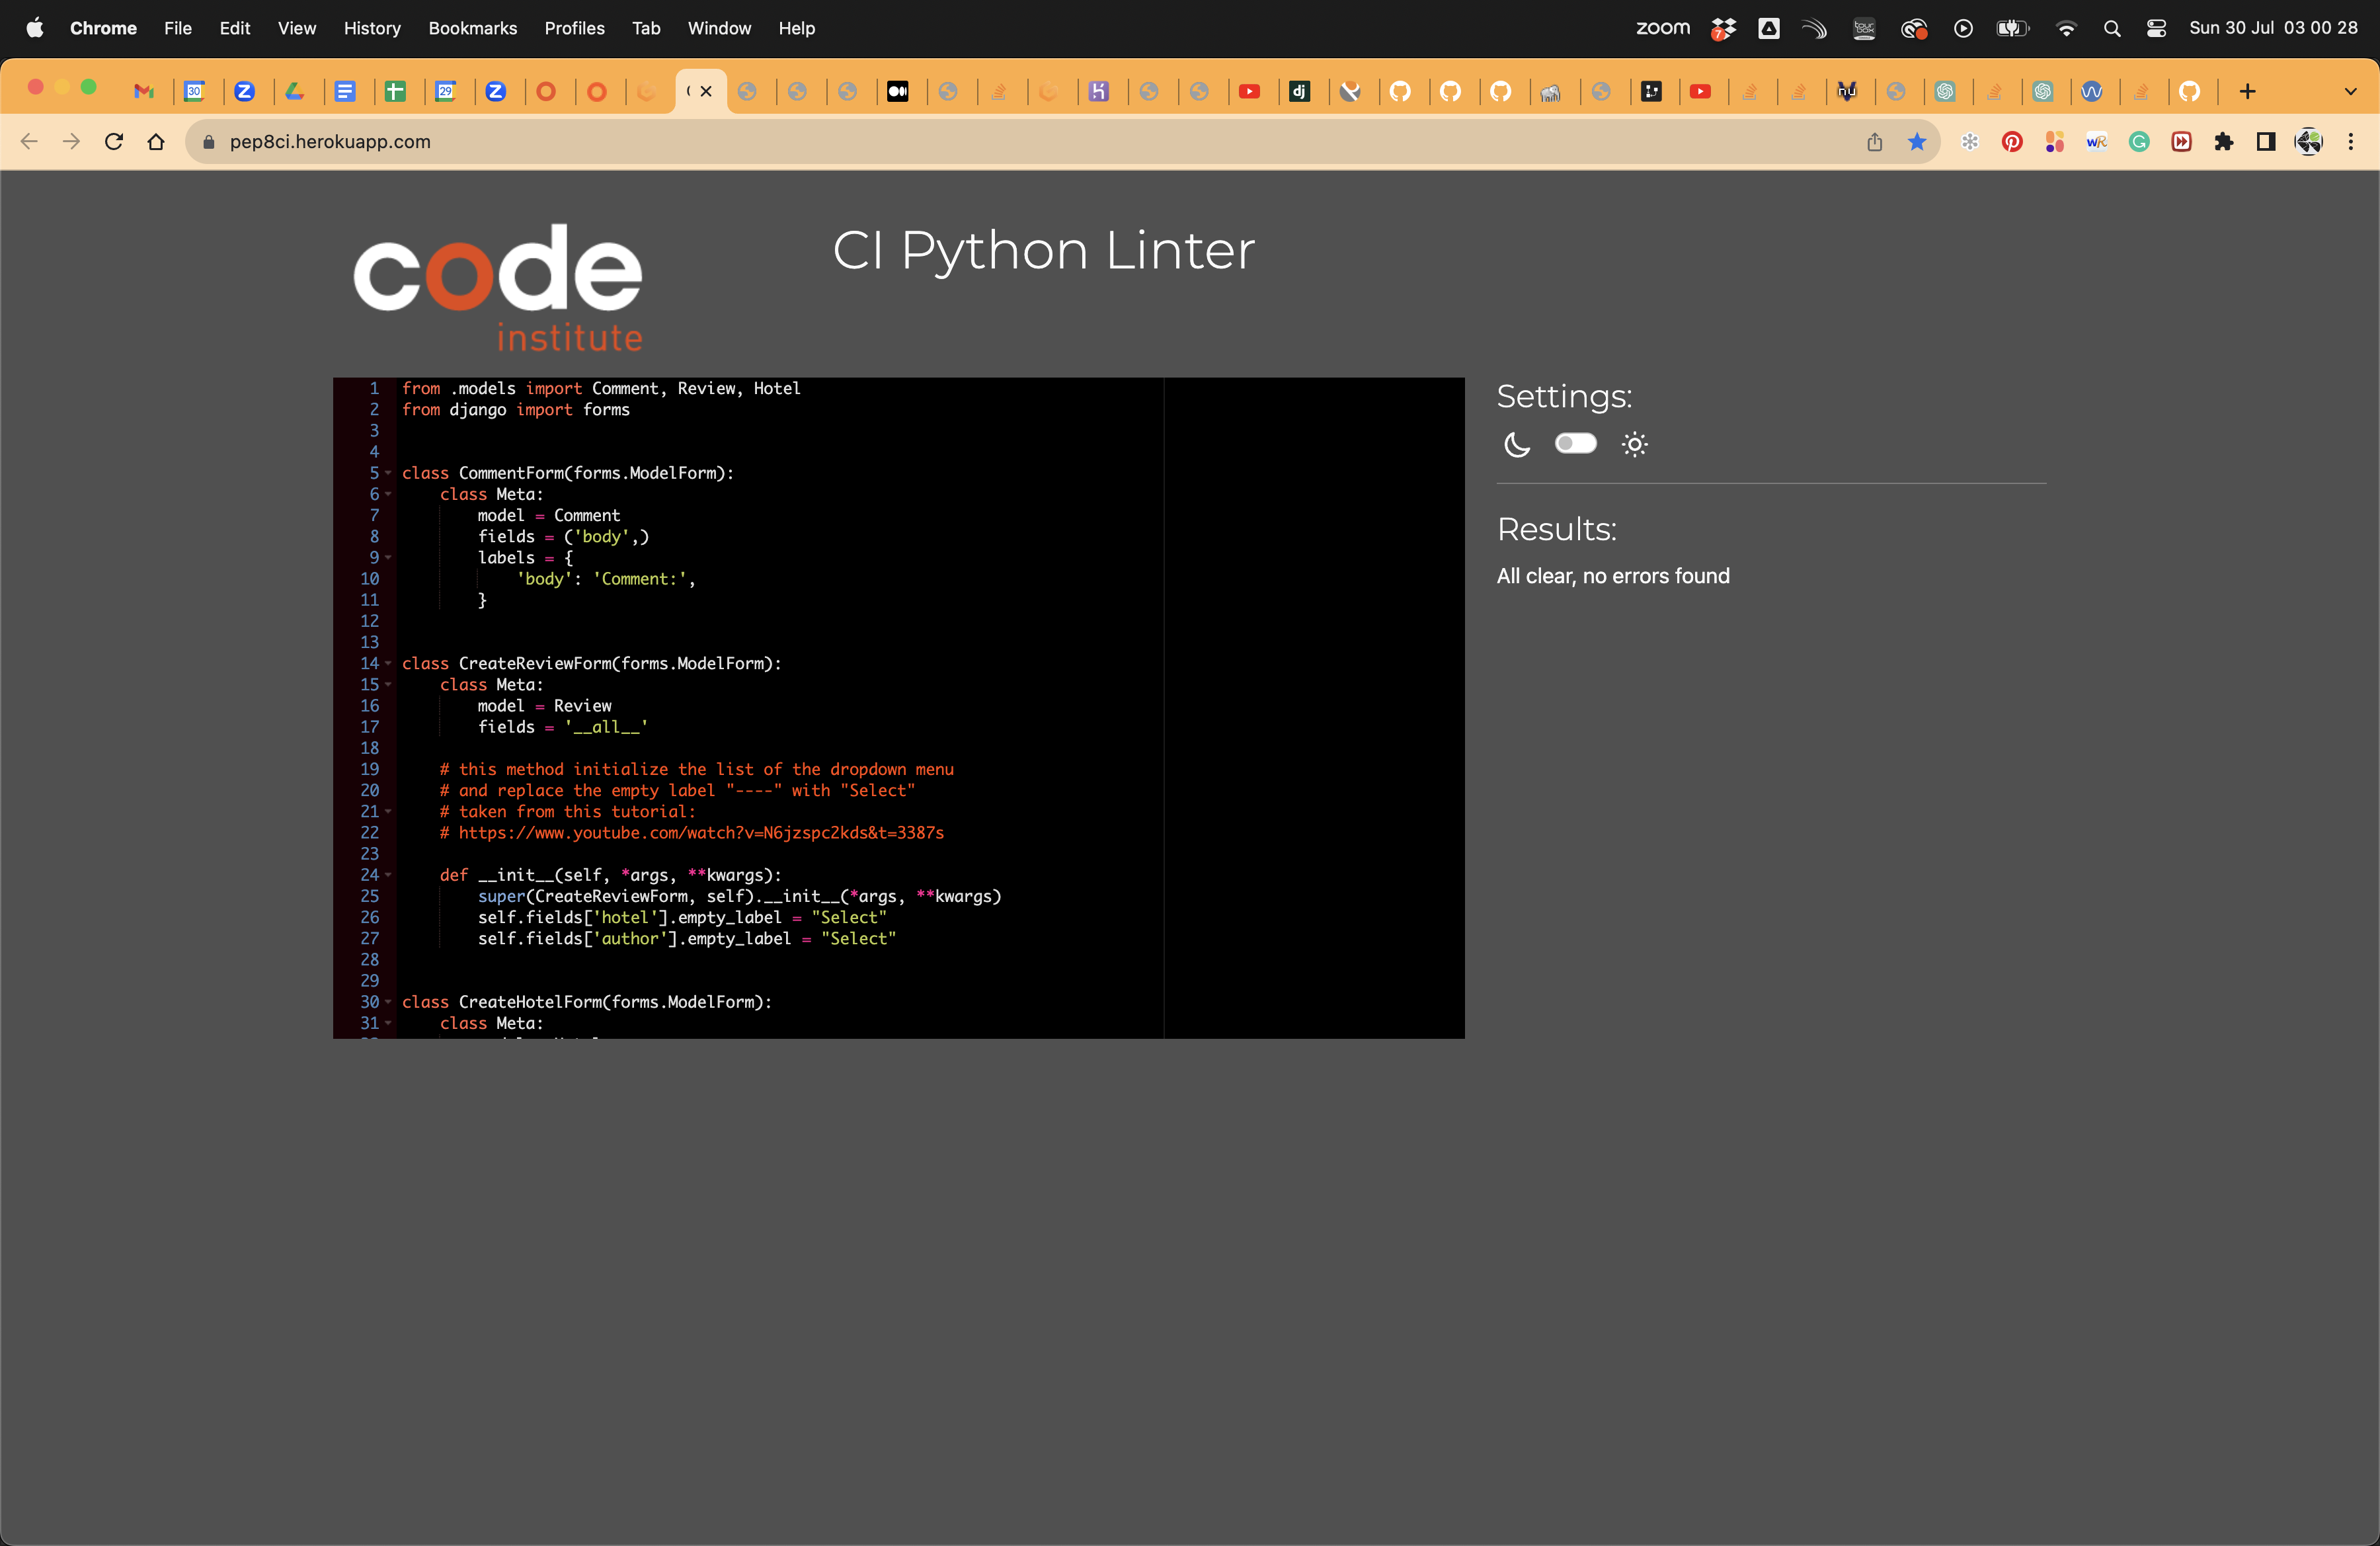 Chrome File Edit View History Bookmarks Profiles Tab Window Help zoom 7 Sun 30 Jul 03 00 28
30 29 dj nu
pep8ci.herokuapp.com
code
institute
CI Python Linter
1 from .models import Comment, Review, Hotel
2 from django import forms
3
4
5 class CommentForm(forms.ModelForm):
6     class Meta:
7         model = Comment
8         fields = ('body',)
9         labels = {
10             'body': 'Comment:',
11         }
12
13
14 class CreateReviewForm(forms.ModelForm):
15     class Meta:
16         model = Review
17         fields = '__all__'
18
19     # this method initialize the list of the dropdown menu
20     # and replace the empty label "----" with "Select"
21     # taken from this tutorial:
22     # https://www.youtube.com/watch?v=N6jzspc2kds&t=3387s
23
24     def __init__(self, *args, **kwargs):
25         super(CreateReviewForm, self).__init__(*args, **kwargs)
26         self.fields['hotel'].empty_label = "Select"
27         self.fields['author'].empty_label = "Select"
28
29
30 class CreateHotelForm(forms.ModelForm):
31     class Meta:
Settings:
Results:
All clear, no errors found